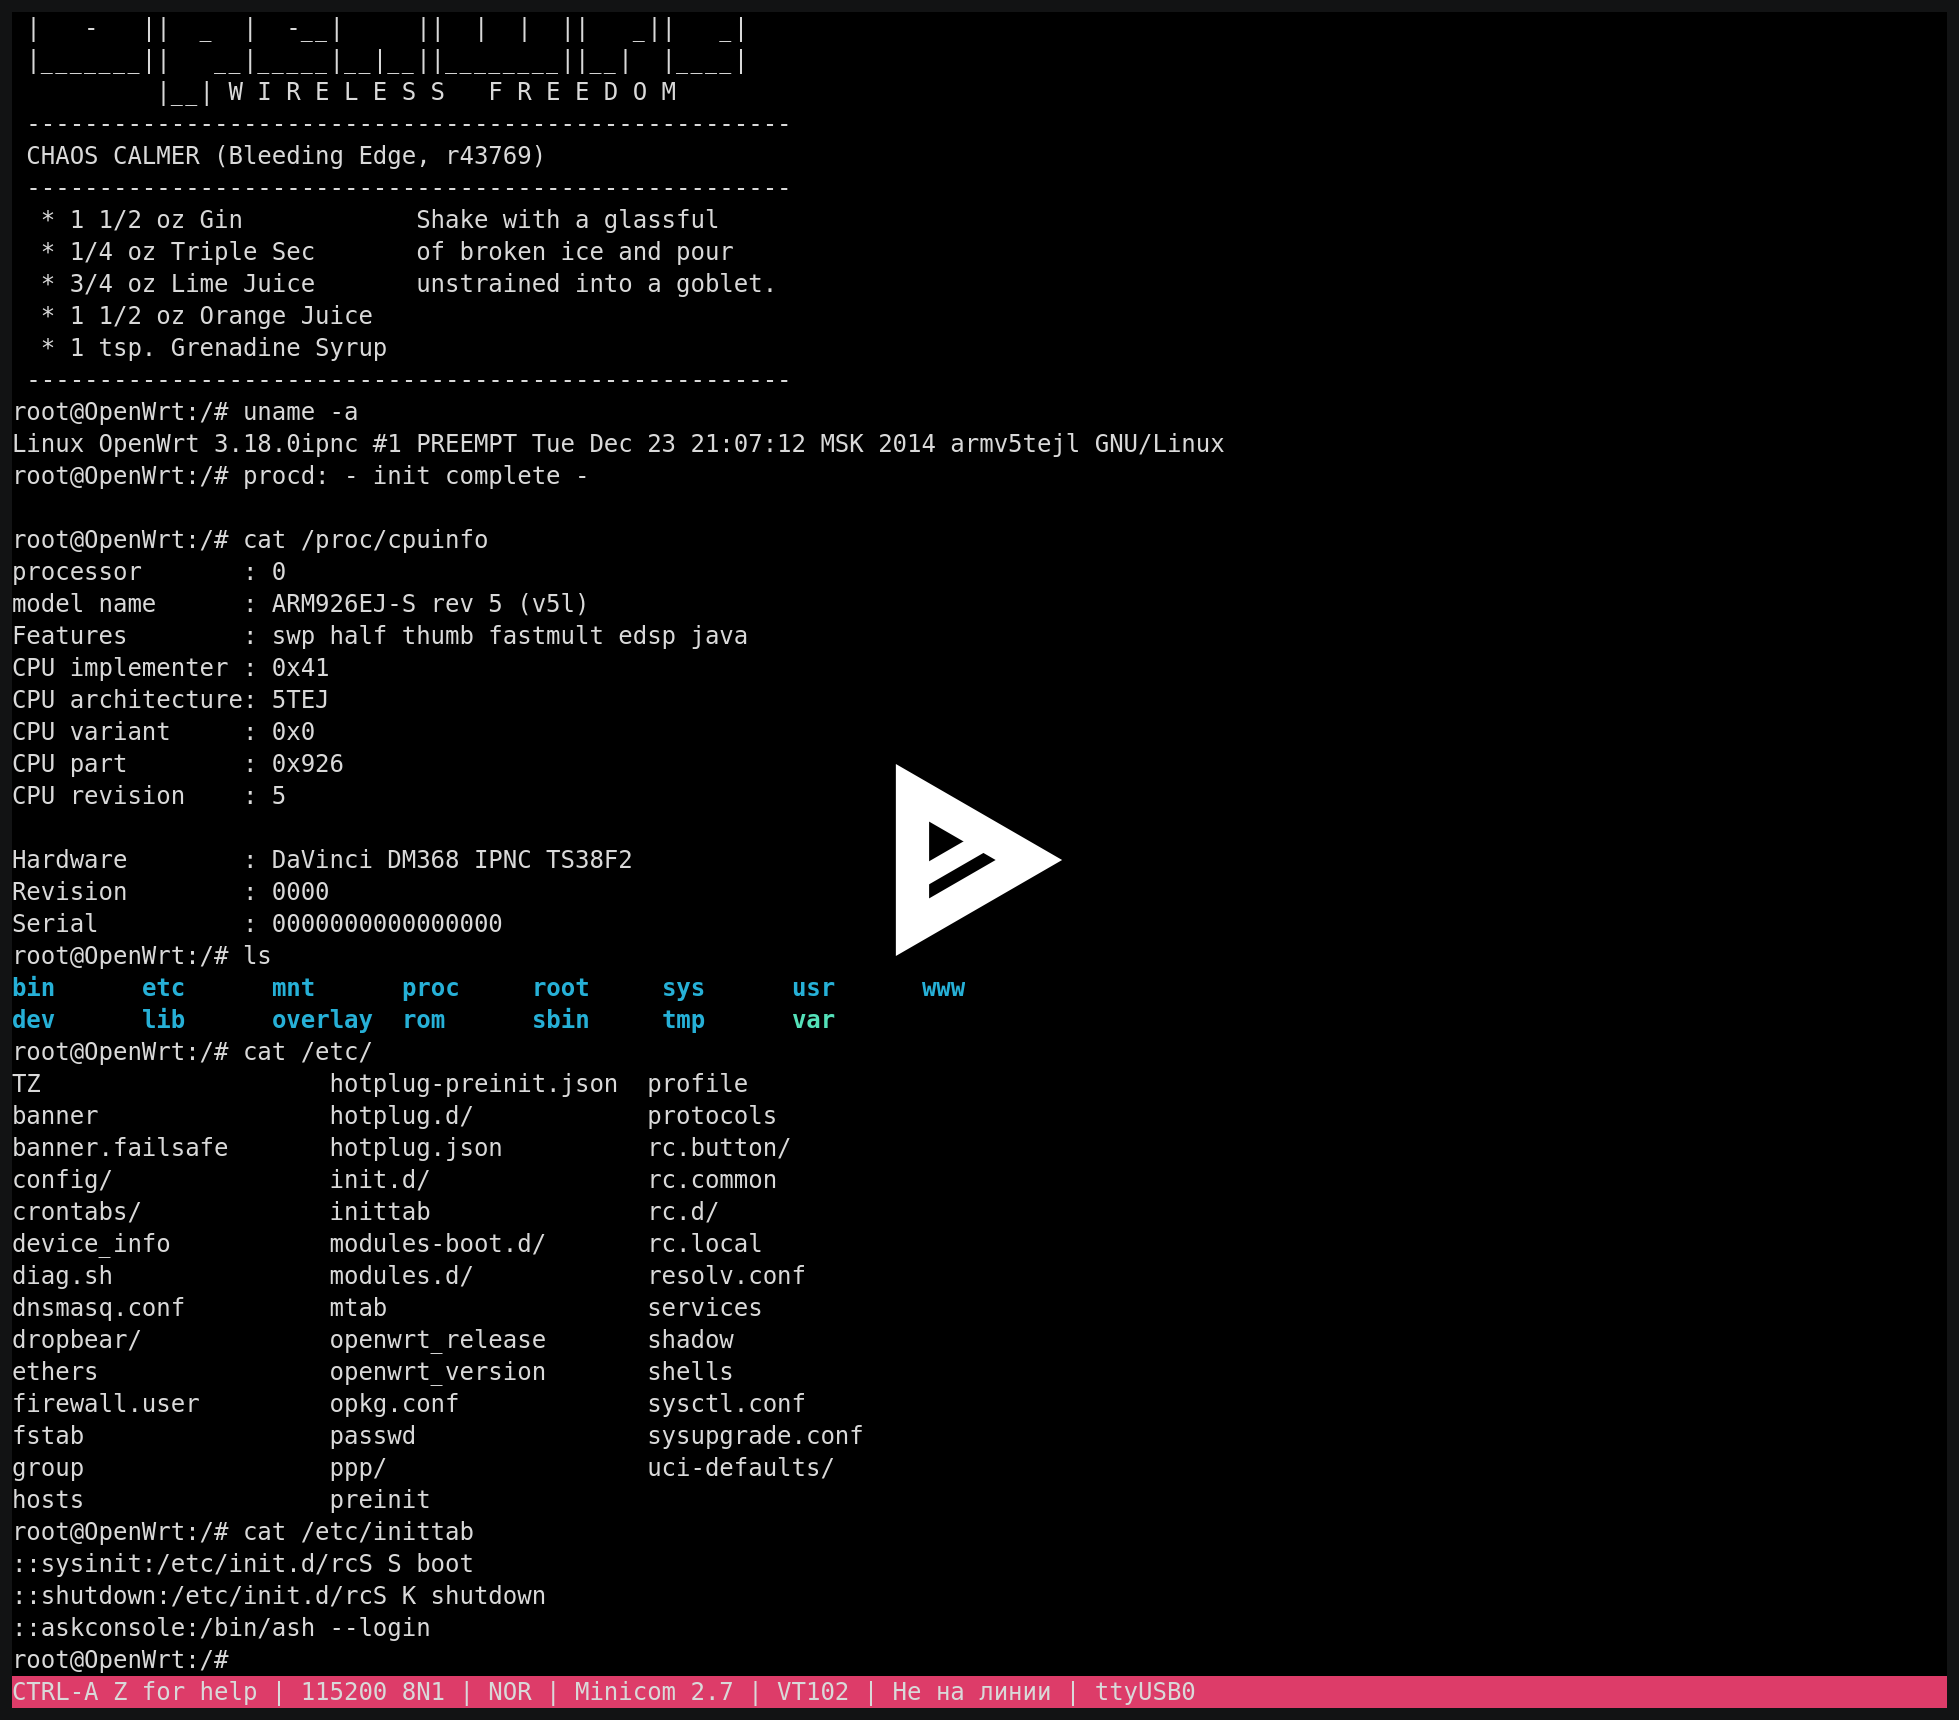 |   -   ||  _  |  -__|     ||  |  |  ||   _||   _|
 |_______||   __|_____|__|__||________||__|  |____|
          |__| W I R E L E S S   F R E E D O M
 -----------------------------------------------------
 CHAOS CALMER (Bleeding Edge, r43769)
 -----------------------------------------------------
  * 1 1/2 oz Gin            Shake with a glassful
  * 1/4 oz Triple Sec       of broken ice and pour
  * 3/4 oz Lime Juice       unstrained into a goblet.
  * 1 1/2 oz Orange Juice
  * 1 tsp. Grenadine Syrup
 -----------------------------------------------------
root@OpenWrt:/# uname -a
Linux OpenWrt 3.18.0ipnc #1 PREEMPT Tue Dec 23 21:07:12 MSK 2014 armv5tejl GNU/Linux
root@OpenWrt:/# procd: - init complete -

root@OpenWrt:/# cat /proc/cpuinfo
processor       : 0
model name      : ARM926EJ-S rev 5 (v5l)
Features        : swp half thumb fastmult edsp java
CPU implementer : 0x41
CPU architecture: 5TEJ
CPU variant     : 0x0
CPU part        : 0x926
CPU revision    : 5

Hardware        : DaVinci DM368 IPNC TS38F2
Revision        : 0000
Serial          : 0000000000000000
root@OpenWrt:/# ls
bin      etc      mnt      proc     root     sys      usr      www
dev      lib      overlay  rom      sbin     tmp      var
root@OpenWrt:/# cat /etc/
TZ                    hotplug-preinit.json  profile
banner                hotplug.d/            protocols
banner.failsafe       hotplug.json          rc.button/
config/               init.d/               rc.common
crontabs/             inittab               rc.d/
device_info           modules-boot.d/       rc.local
diag.sh               modules.d/            resolv.conf
dnsmasq.conf          mtab                  services
dropbear/             openwrt_release       shadow
ethers                openwrt_version       shells
firewall.user         opkg.conf             sysctl.conf
fstab                 passwd                sysupgrade.conf
group                 ppp/                  uci-defaults/
hosts                 preinit
root@OpenWrt:/# cat /etc/inittab
::sysinit:/etc/init.d/rcS S boot
::shutdown:/etc/init.d/rcS K shutdown
::askconsole:/bin/ash --login
root@OpenWrt:/#
CTRL-A Z for help | 115200 8N1 | NOR | Minicom 2.7 | VT102 | Не на линии | ttyUSB0